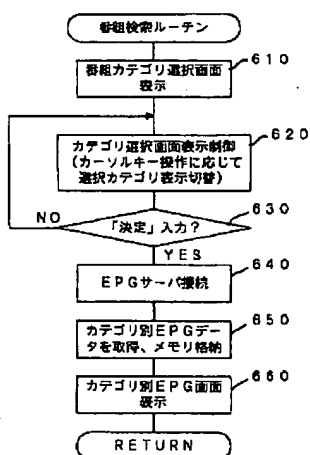 番組検索ルーチン
610
番組カテゴリ選択画面
表示
620
カテゴリ選択画面表示制御
(カーソルキー操作に応じて
選択カテゴリ表示切替)
630
NO
「決定」入力?
YES
640
EPGサーバ接続
650
カテゴリ別EPGデー
タを取得、メモリ格納
660
カテゴリ別EPG画面
表示
RETURN